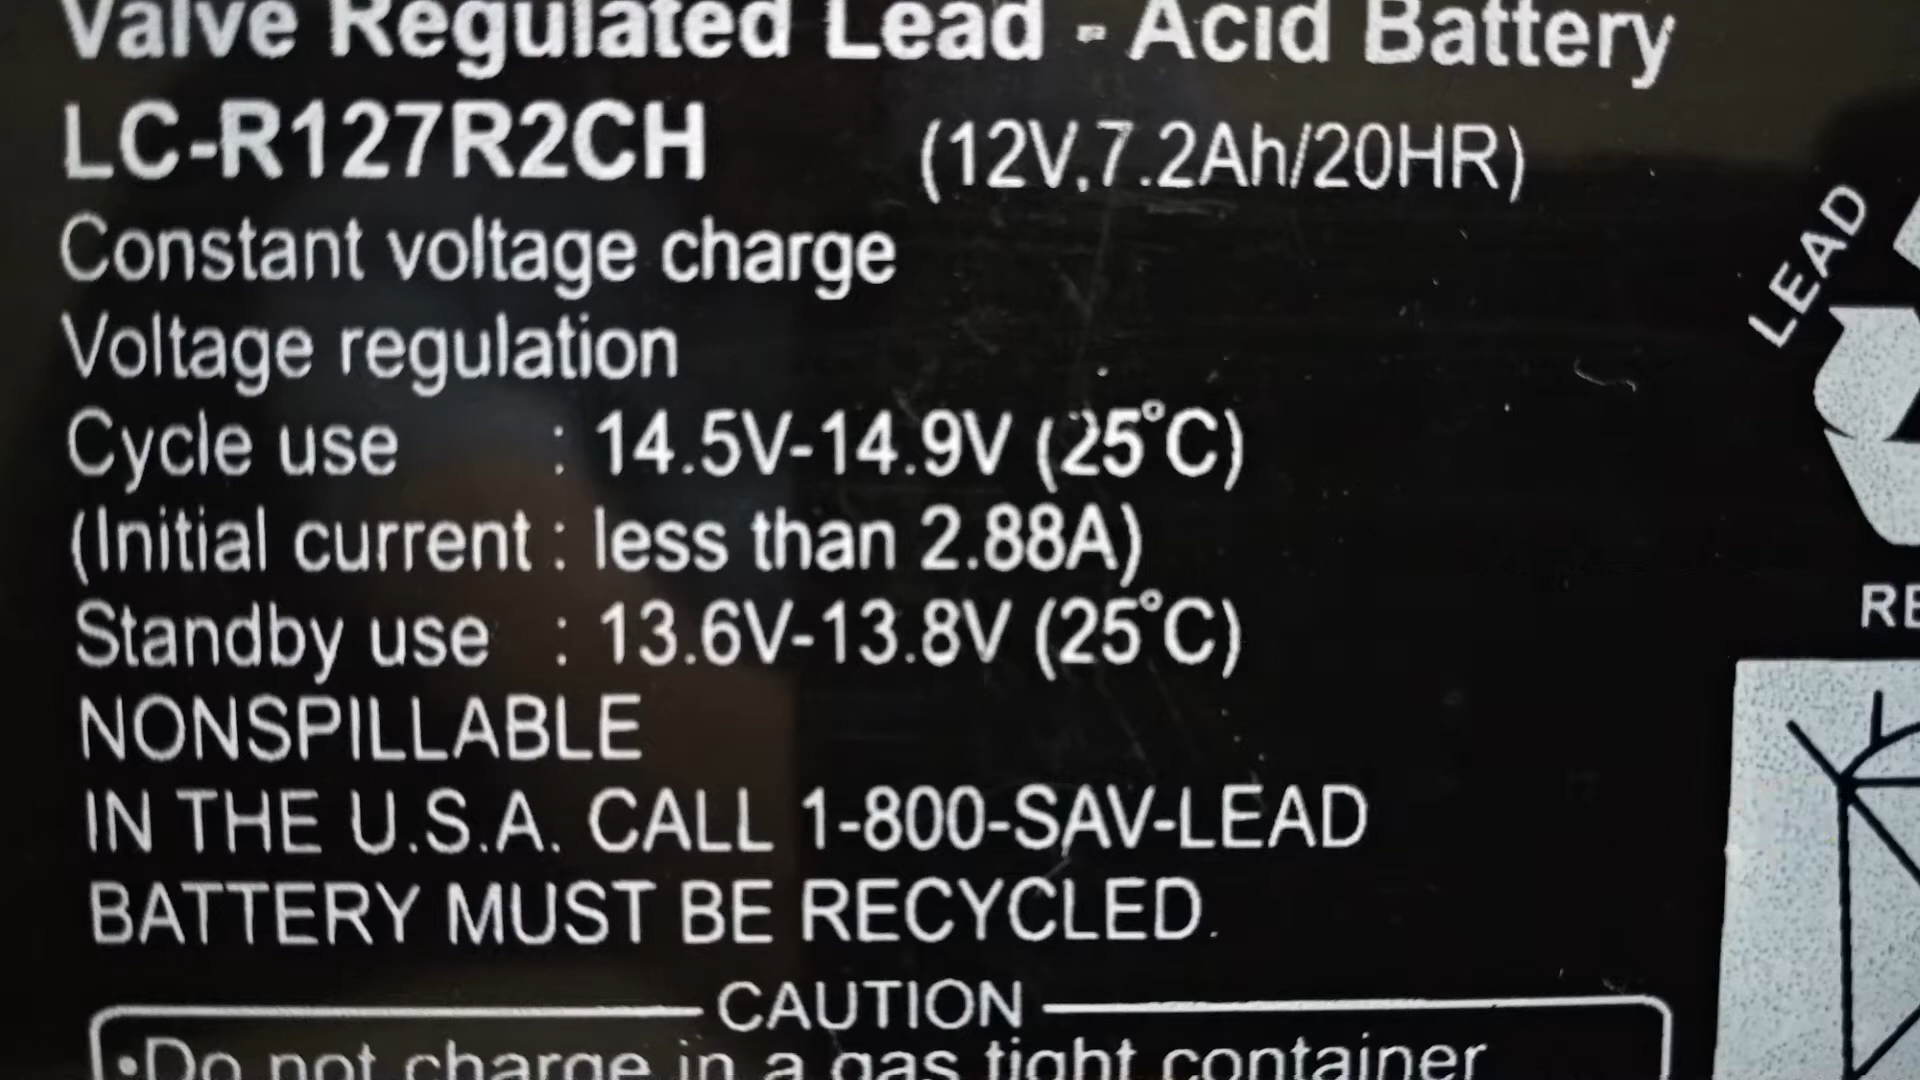 Valve Regulated Lead - Acid Battery
LC-R127R2CH (12V,7.2Ah/20HR)
Constant voltage charge
Voltage regulation
Cycle use : 14.5V-14.9V (25°C)
(Initial current : less than 2.88A)
Standby use : 13.6V-13.8V (25°C)
NONSPILLABLE
IN THE U.S.A. CALL 1-800-SAV-LEAD
BATTERY MUST BE RECYCLED.
CAUTION
•Do not charge in a gas tight container
LEAD